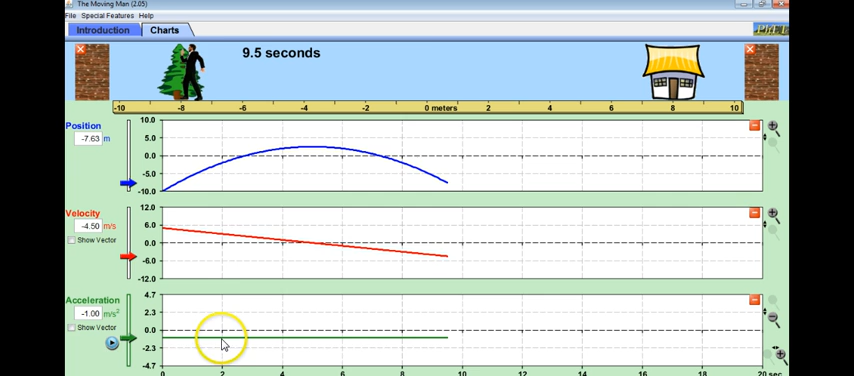 The Moving Man (2.05)
File Special Features Help
Introduction Charts PhET
9.5 seconds
-10 -8 -6 -4 -2 0 meters 2 4 6 8 10
Position
-7.63 m
10.0
5.0
0.0
-5.0
-10.0
Velocity
-4.50 m/s
Show Vector
12.0
6.0
0.0
-6.0
-12.0
Acceleration
-1.00 m/s²
Show Vector
4.7
2.3
0.0
-2.3
-4.7
0 2 4 6 8 10 12 14 16 18 20 sec